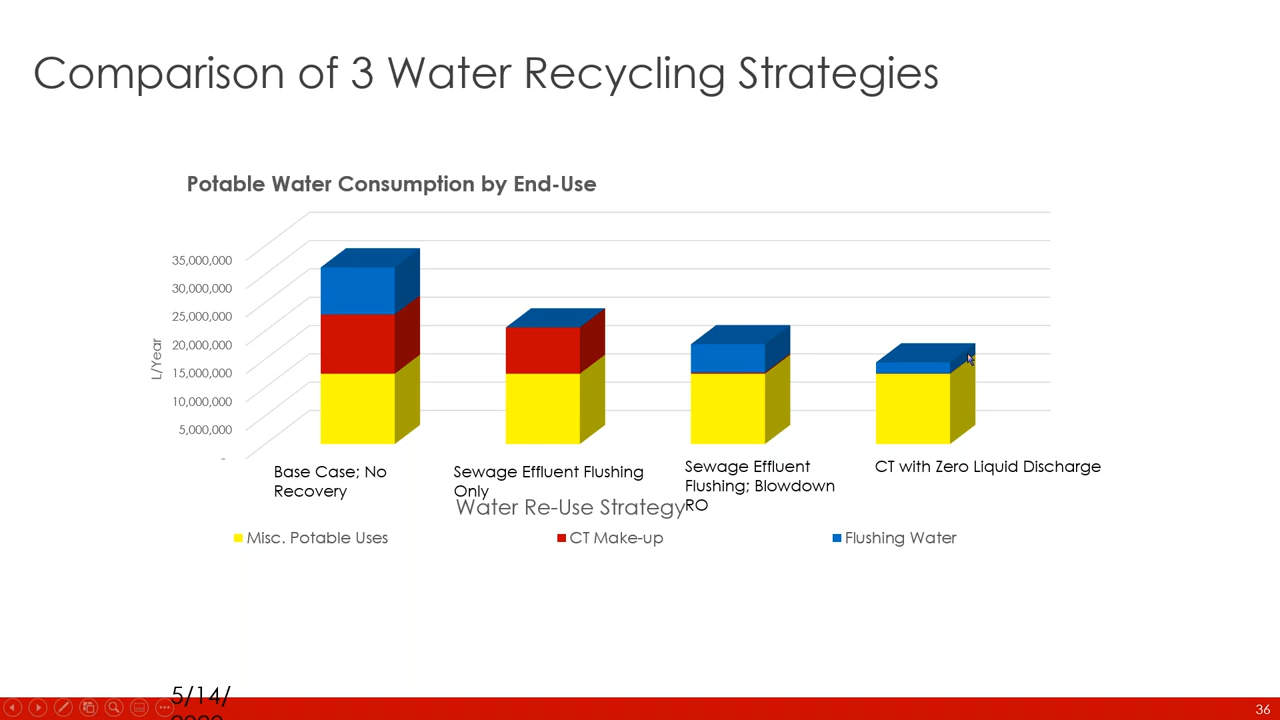 Comparison of 3 Water Recycling Strategies
Potable Water Consumption by End-Use
35,000,000
30,000,000
25,000,000
20,000,000
15,000,000
10,000,000
5,000,000
-
L/Year
Base Case; No
Recovery
Sewage Effluent Flushing
Only
Sewage Effluent
Flushing; Blowdown
RO
CT with Zero Liquid Discharge
Water Re-Use Strategy
Misc. Potable Uses
CT Make-up
Flushing Water
5/14/
36